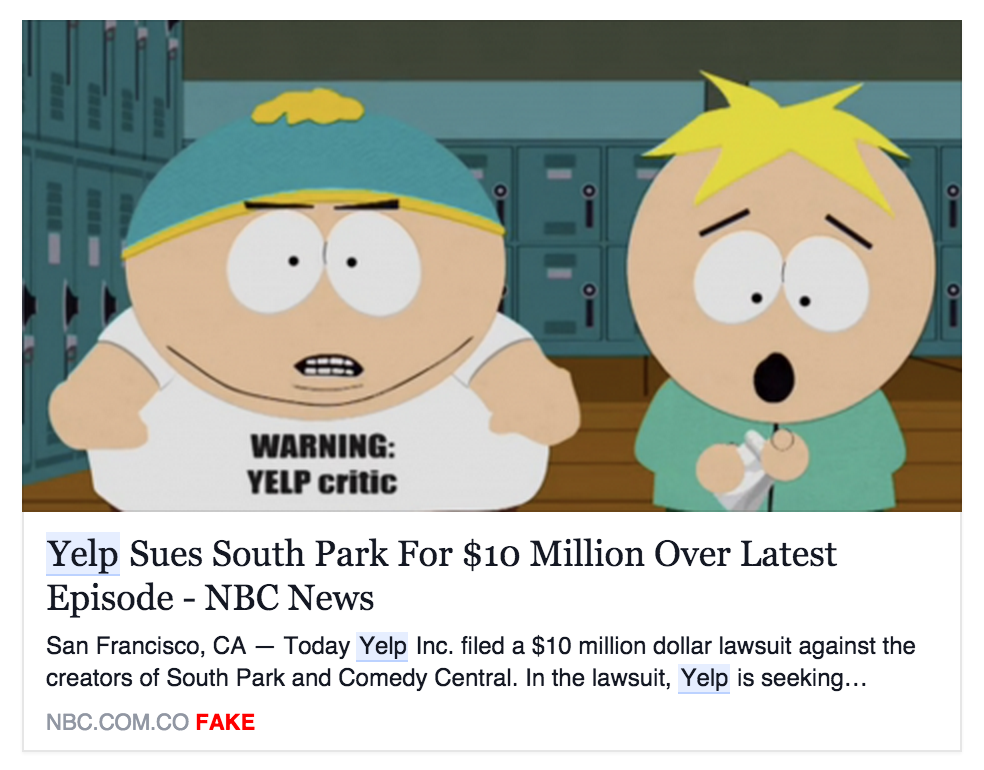 WARNING:
YELP critic
Yelp Sues South Park For $10 Million Over Latest
Episode - NBC News
San Francisco, CA — Today Yelp Inc. filed a $10 million dollar lawsuit against the
creators of South Park and Comedy Central. In the lawsuit, Yelp is seeking...
NBC.COM.CO FAKE